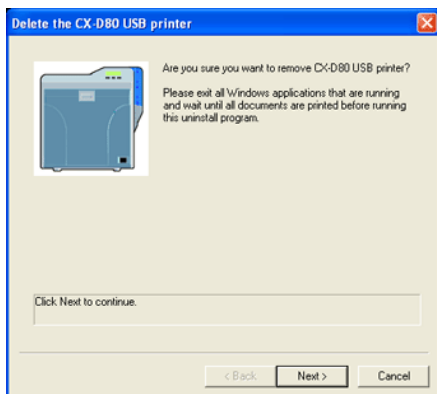 Delete the CX-D80 USB printer
Are you sure you want to remove CX-D80 USB printer?
Please exit all Windows applications that are running
and wait until all documents are printed before running
this uninstall program.
Click Next to continue.
< Back
Next >
Cancel